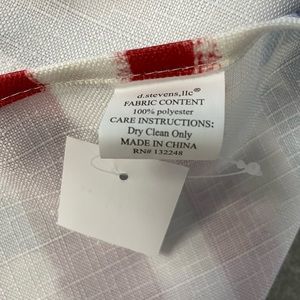 d.stevens,llc®
FABRIC CONTENT
100% polyester
CARE INSTRUCTIONS:
Dry Clean Only
MADE IN CHINA
RN# 132248